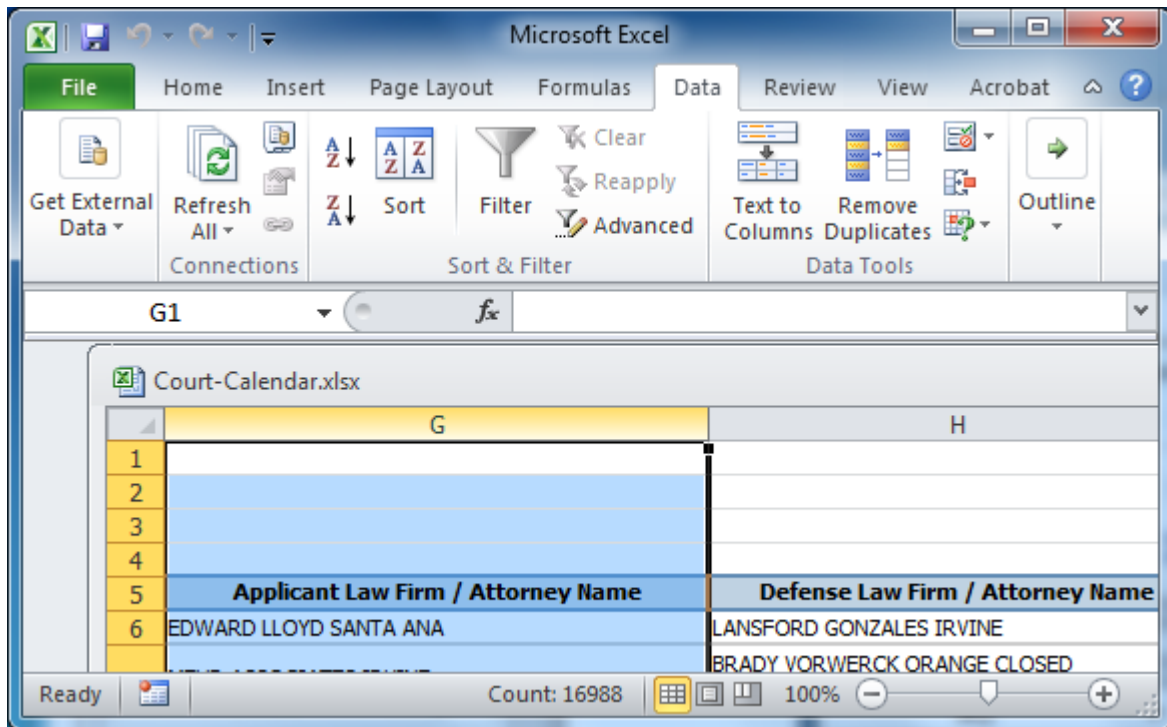 Microsoft Excel
File Home Insert Page Layout Formulas Data Review View Acrobat
Get External Data
Refresh All
Connections
Sort
Filter
Clear
Reapply
Advanced
Sort & Filter
Text to Columns
Remove Duplicates
Data Tools
Outline
G1
fx
Court-Calendar.xlsx
G H
1
2
3
4
5 Applicant Law Firm / Attorney Name Defense Law Firm / Attorney Name
6 EDWARD LLOYD SANTA ANA LANSFORD GONZALES IRVINE
BRADY VORWERCK ORANGE CLOSED
Ready Count: 16988 100%